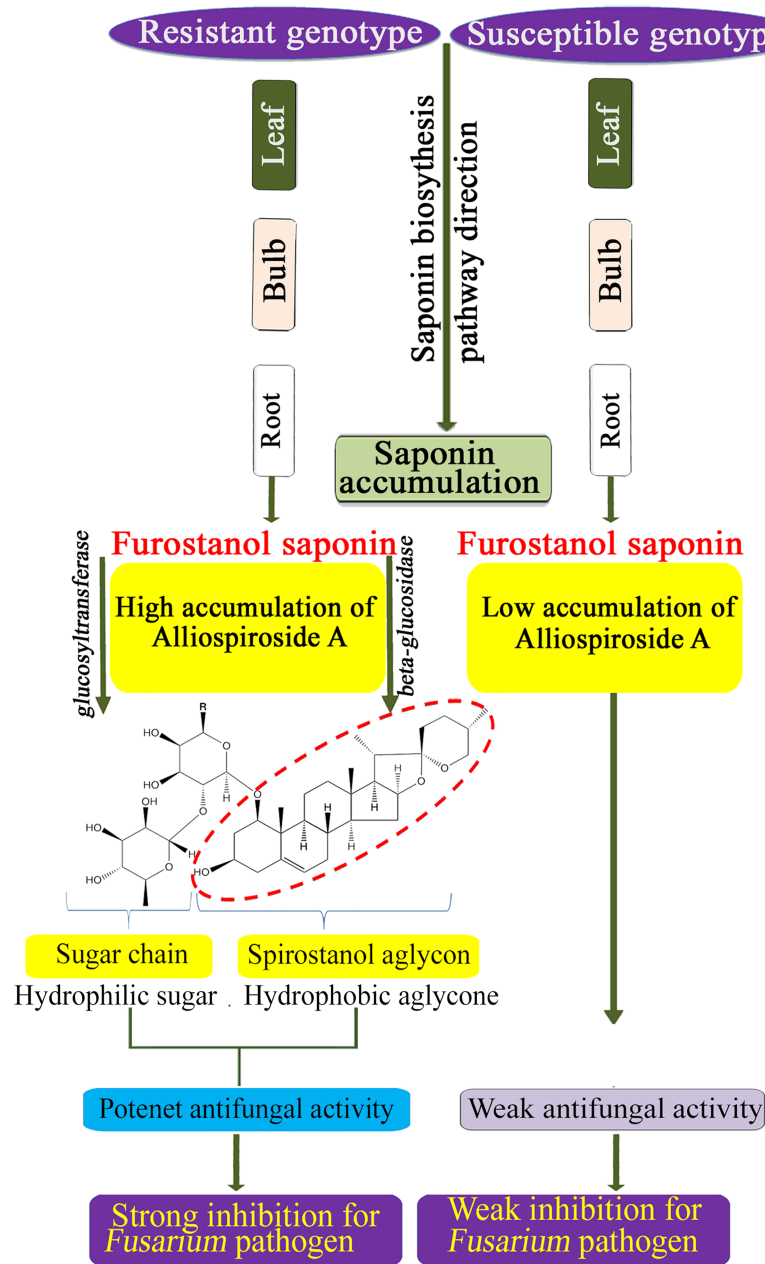 Resistant genotype
Susceptible genotyp
Leaf
Bulb
Root
Saponin biosythesis
pathway direction
Leaf
Bulb
Root
Saponin
accumulation
Furostanol saponin
Furostanol saponin
glucosyltransferase
High accumulation of
Alliospiroside A
beta-glucosidase
Low accumulation of
Alliospiroside A
R
HO
O
HO
H
O
O
OH
HO
HO
O
H
HO
H
H
H
H
H
O
O
Sugar chain
Spirostanol aglycon
Hydrophilic sugar .
Hydrophobic aglycone
Potenet antifungal activity
Weak antifungal activity
Strong inhibition for
Fusarium pathogen
Weak inhibition for
Fusarium pathogen